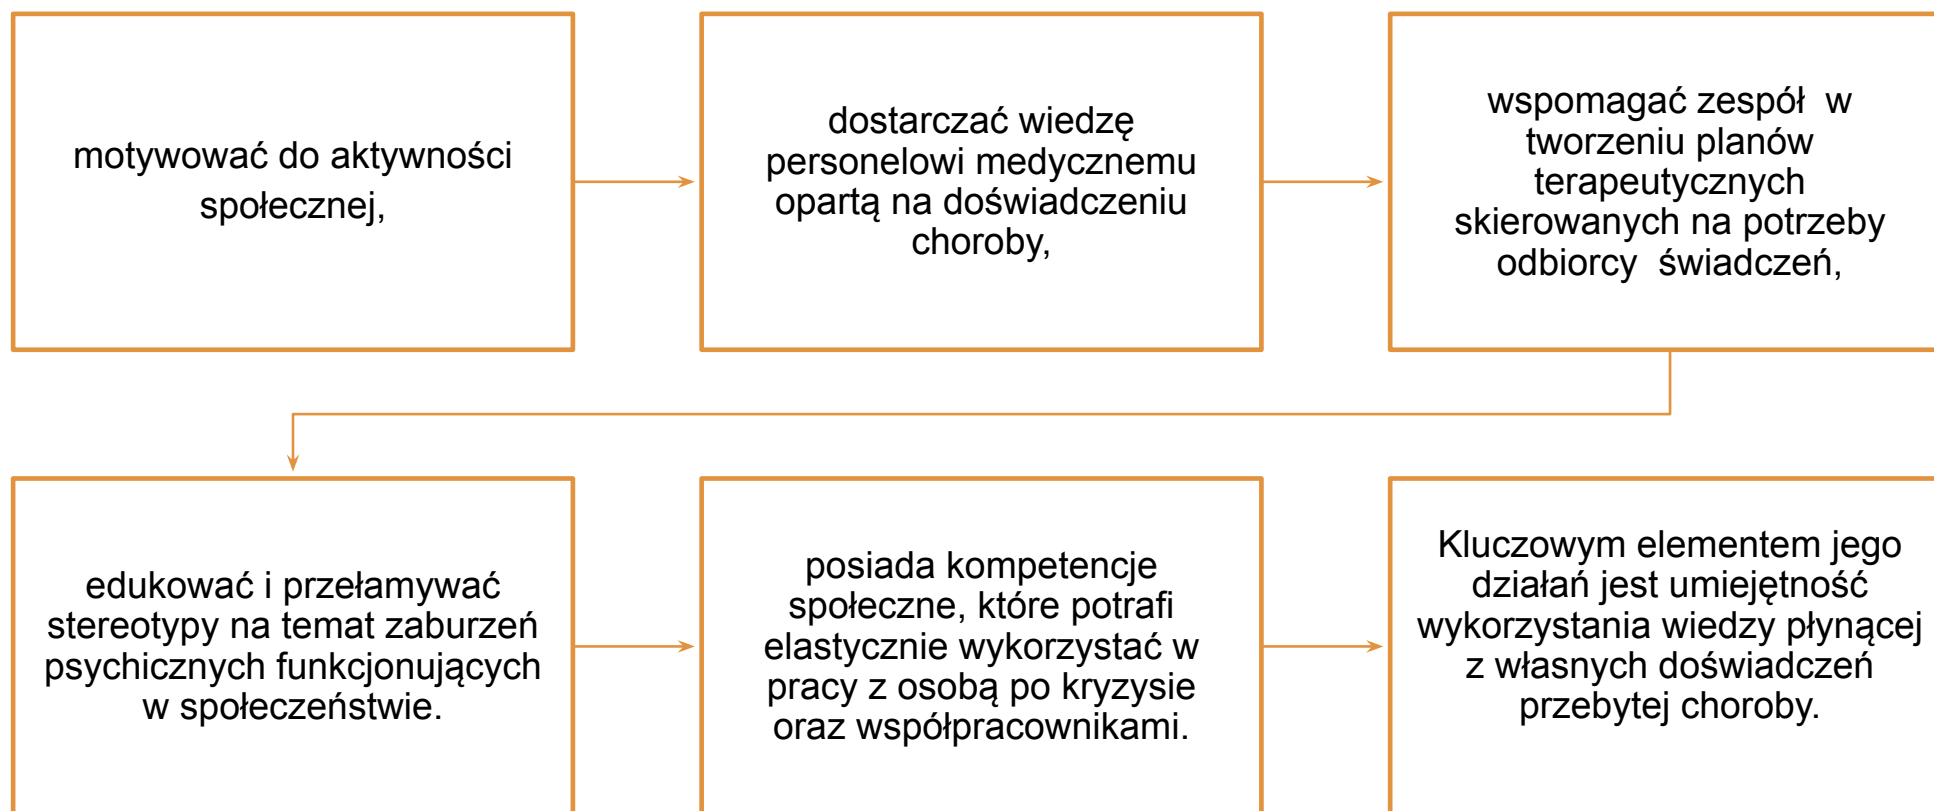 motywować do aktywności
społecznej,
dostarczać wiedzę
personelowi medycznemu
opartą na doświadczeniu
choroby,
wspomagać zespół  w
tworzeniu planów
terapeutycznych
skierowanych na potrzeby
odbiorcy  świadczeń,
edukować i przełamywać
stereotypy na temat zaburzeń
psychicznych funkcjonujących
w społeczeństwie.
posiada kompetencje
społeczne, które potrafi
elastycznie wykorzystać w
pracy z osobą po kryzysie
oraz współpracownikami.
Kluczowym elementem jego
działań jest umiejętność
wykorzystania wiedzy płynącej
z własnych doświadczeń
przebytej choroby.